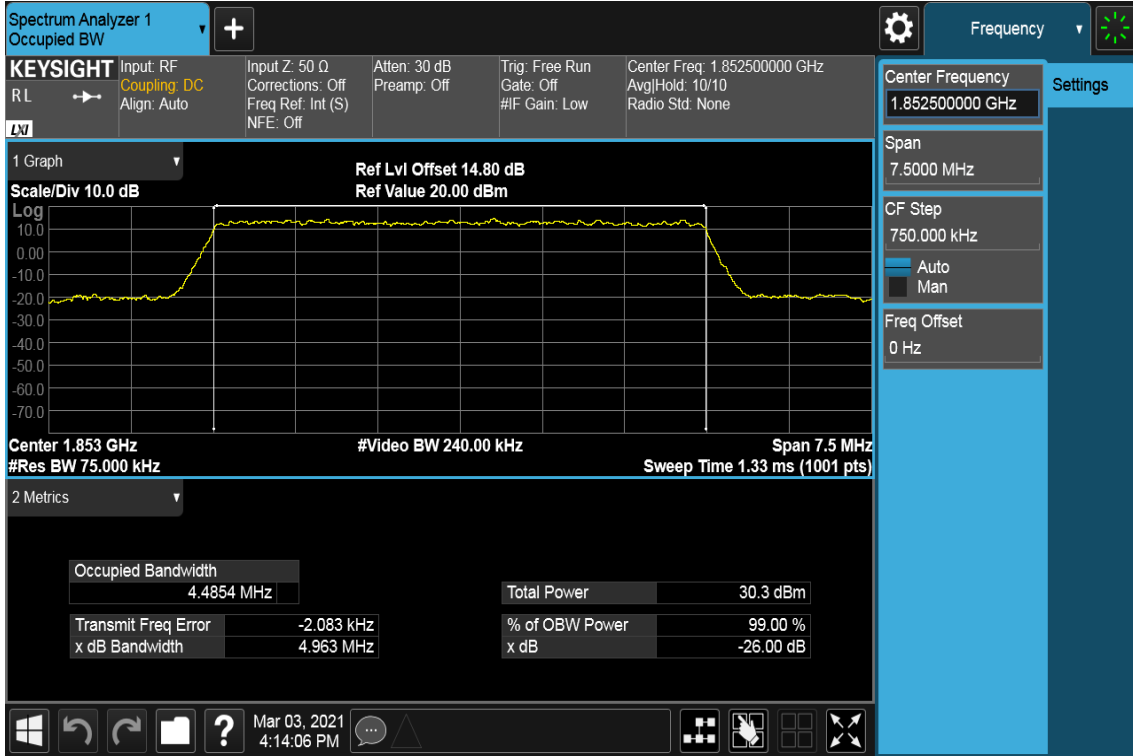 Spectrum Analyzer 1
Occupied BW
+
Frequency
KEYSIGHT
R L
LXI
Input: RF
Coupling: DC
Align: Auto
Input Z: 50 Ω
Corrections: Off
Freq Ref: Int (S)
NFE: Off
Atten: 30 dB
Preamp: Off
Trig: Free Run
Gate: Off
#IF Gain: Low
Center Freq: 1.852500000 GHz
Avg|Hold: 10/10
Radio Std: None
1 Graph
Scale/Div 10.0 dB
Ref Lvl Offset 14.80 dB
Ref Value 20.00 dBm
Log
10.0
0.00
-10.0
-20.0
-30.0
-40.0
-50.0
-60.0
-70.0
Center 1.853 GHz
#Video BW 240.00 kHz
Span 7.5 MHz
#Res BW 75.000 kHz
Sweep Time 1.33 ms (1001 pts)
2 Metrics
Occupied Bandwidth
4.4854 MHz
Total Power 30.3 dBm
Transmit Freq Error -2.083 kHz
% of OBW Power 99.00 %
x dB Bandwidth 4.963 MHz
x dB -26.00 dB
?
Mar 03, 2021
4:14:06 PM
Center Frequency
1.852500000 GHz
Settings
Span
7.5000 MHz
CF Step
750.000 kHz
Auto
Man
Freq Offset
0 Hz